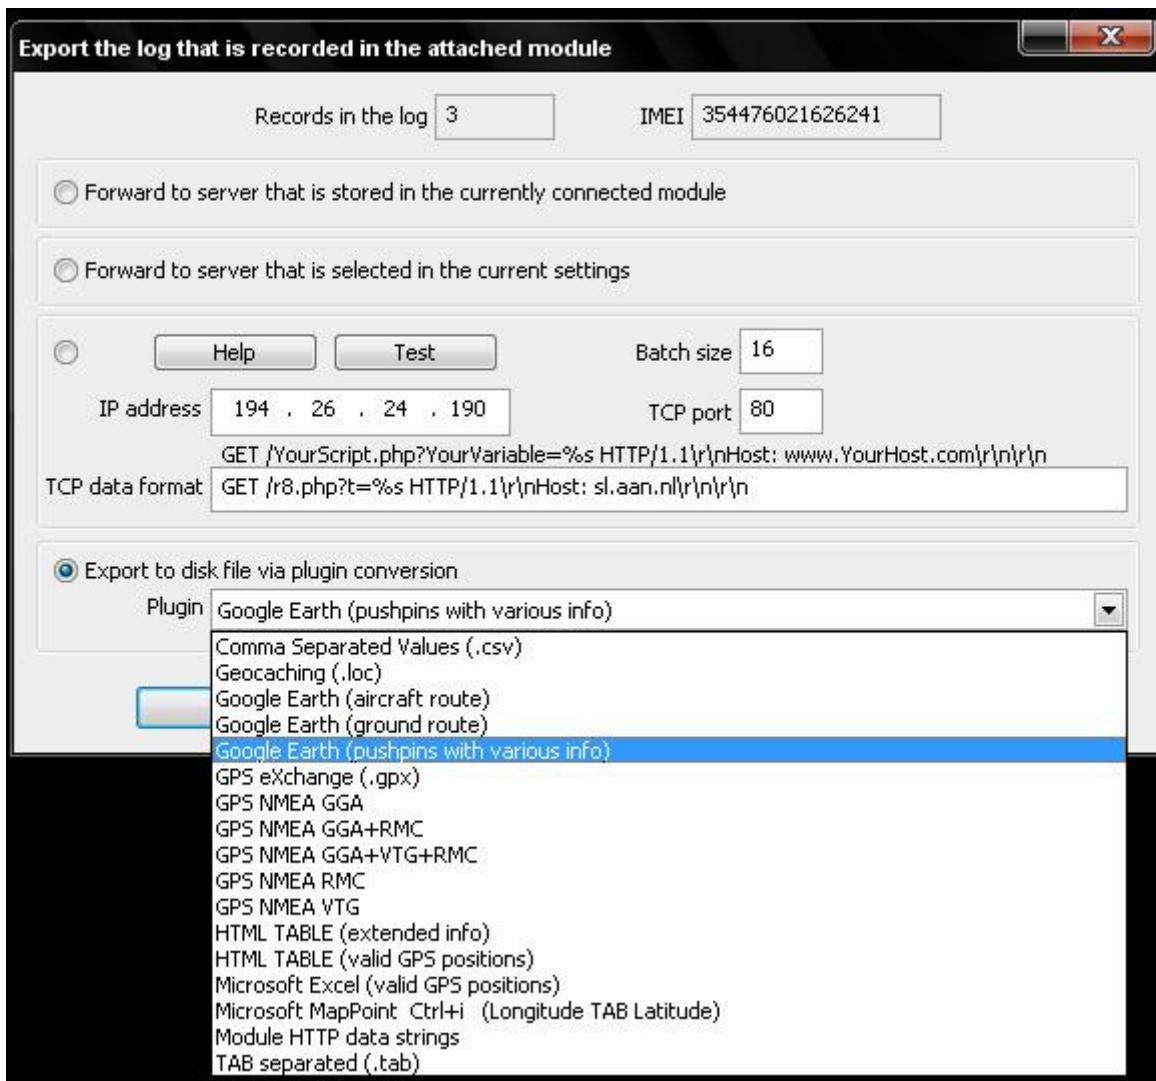 Export the log that is recorded in the attached module
Records in the log 3 IMEI 354476021626241
Forward to server that is stored in the currently connected module
Forward to server that is selected in the current settings
Help Test Batch size 16
IP address 194 . 26 . 24 . 190 TCP port 80
GET /YourScript.php?YourVariable=%s HTTP/1.1\r\nHost: www.YourHost.com\r\n\r\n
TCP data format GET /r8.php?t=%s HTTP/1.1\r\nHost: sl.aan.nl\r\n\r\n
Export to disk file via plugin conversion
Plugin Google Earth (pushpins with various info)
Comma Separated Values (.csv)
Geocaching (.loc)
Google Earth (aircraft route)
Google Earth (ground route)
Google Earth (pushpins with various info)
GPS eXchange (.gpx)
GPS NMEA GGA
GPS NMEA GGA+RMC
GPS NMEA GGA+VTG+RMC
GPS NMEA RMC
GPS NMEA VTG
HTML TABLE (extended info)
HTML TABLE (valid GPS positions)
Microsoft Excel (valid GPS positions)
Microsoft MapPoint Ctrl+i (Longitude TAB Latitude)
Module HTTP data strings
TAB separated (.tab)